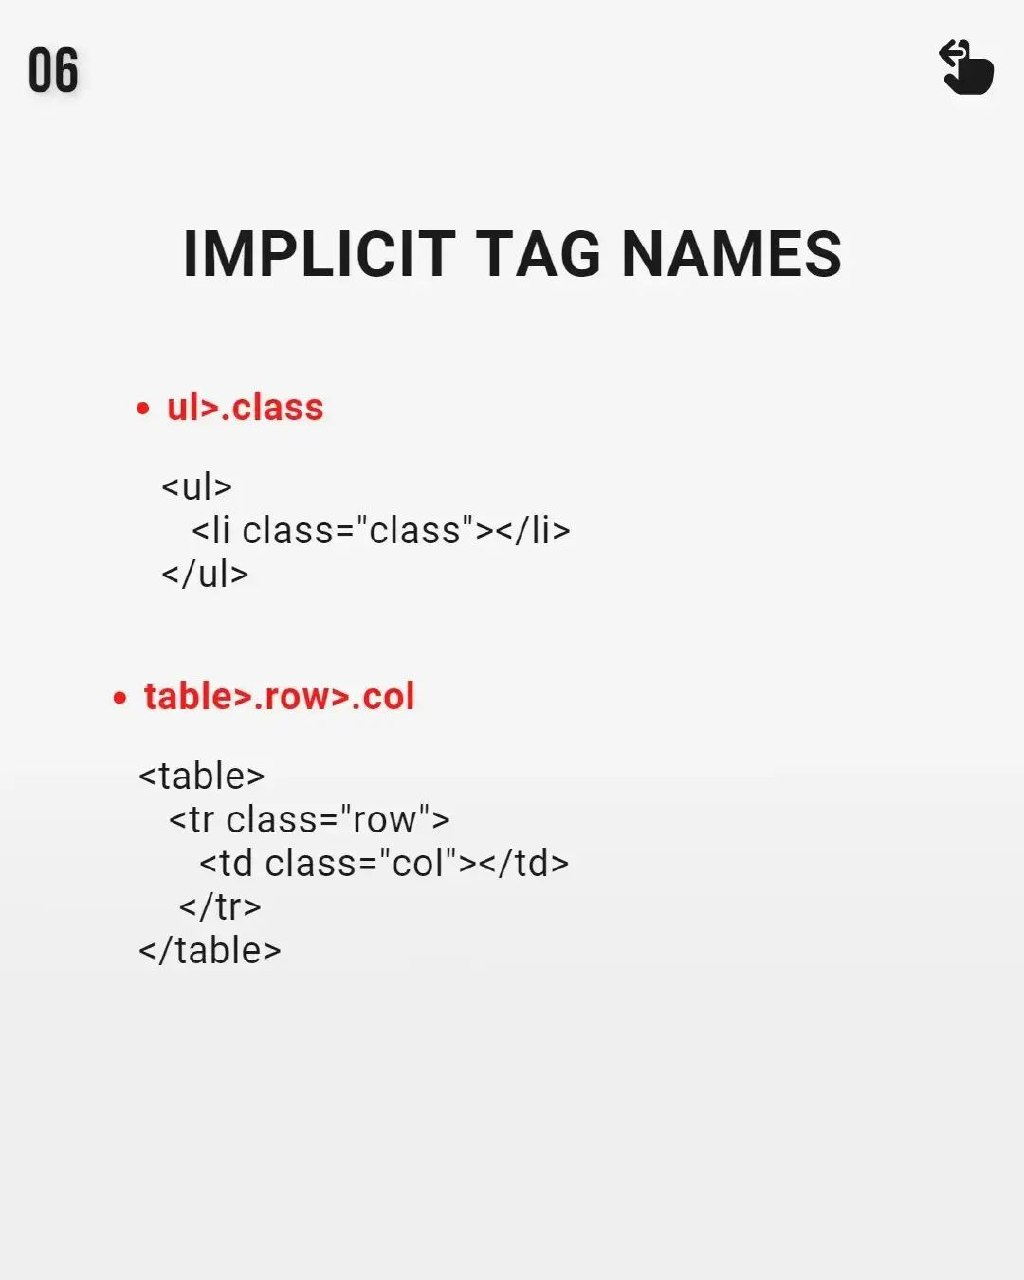 06
IMPLICIT TAG NAMES
• ul>.class
<ul>
<li class="class"></li>
</ul>
• table>.row>.col
<table>
<tr class="row">
<td class="col"></td>
</tr>
</table>